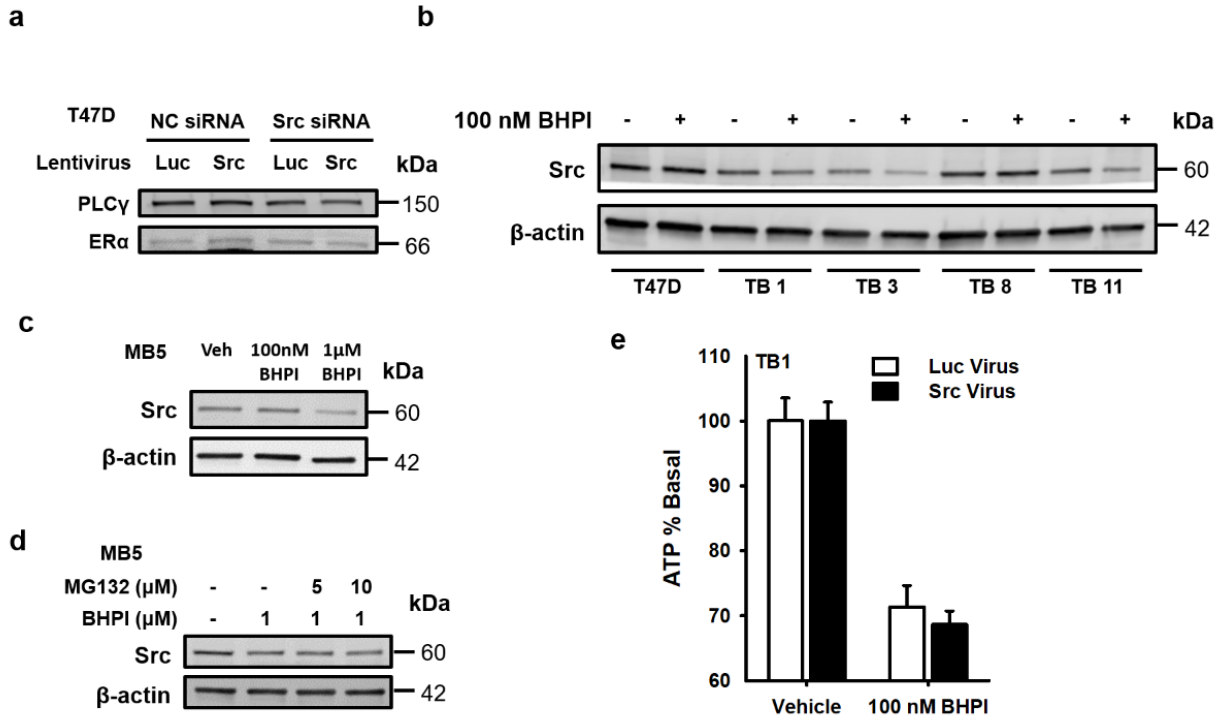 a
T47D
NC siRNA Src siRNA
Lentivirus Luc Src Luc Src kDa
PLCγ 150
ERα 66
b
100 nM BHPI - + - + - + - + - + kDa
Src 60
β-actin 42
T47D TB 1 TB 3 TB 8 TB 11
c
MB5 Veh 100nM BHPI 1µM BHPI kDa
Src 60
β-actin 42
d
MB5
MG132 (µM) - - 5 10 kDa
BHPI (µM) - 1 1 1
Src 60
β-actin 42
e
TB1
Luc Virus
Src Virus
ATP % Basal
110
100
90
80
70
60
Vehicle 100 nM BHPI